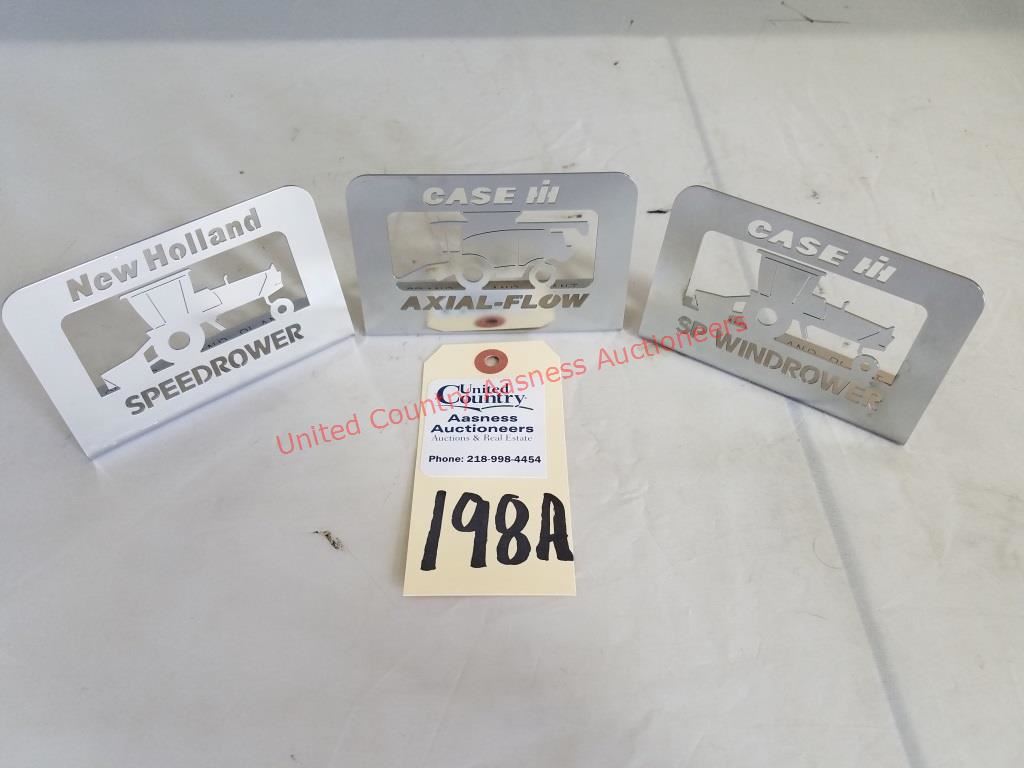 New Holland
SPEEDROWER
CASE IH
AXIAL-FLOW
CASE IH
SP WINDROWER
United Country Aasness Auctioneers
United
Country
Aasness
Auctioneers
Auctions & Real Estate
Phone: 218-998-4454
198A